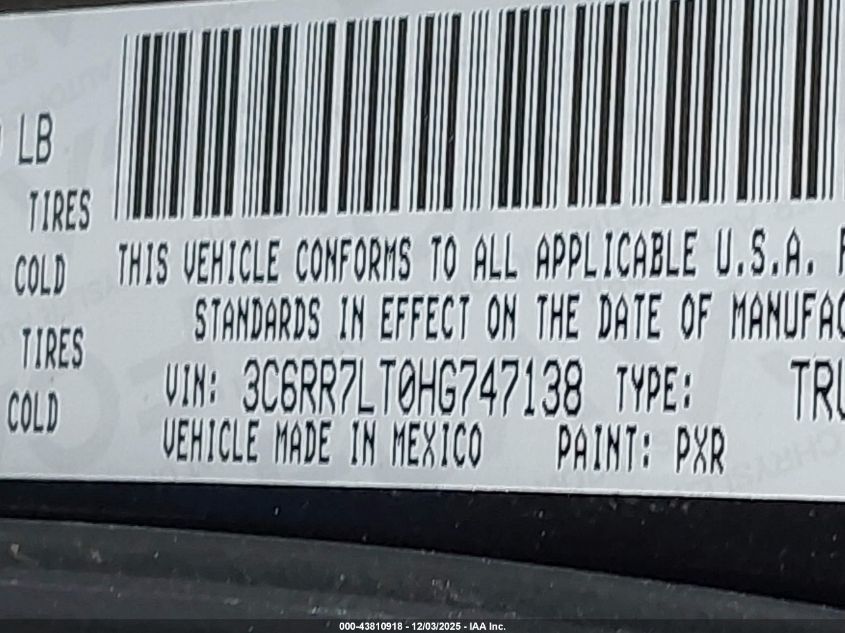 LB
TIRES
COLD
TIRES
COLD
THIS VEHICLE CONFORMS TO ALL APPLICABLE U.S.A.
STANDARDS IN EFFECT ON THE DATE OF MANUFAC
VIN: 3C6RR7LT0HG747138 TYPE: TRU
VEHICLE MADE IN MEXICO PAINT: PXR
000-43810918 - 12/03/2025 - IAA Inc.